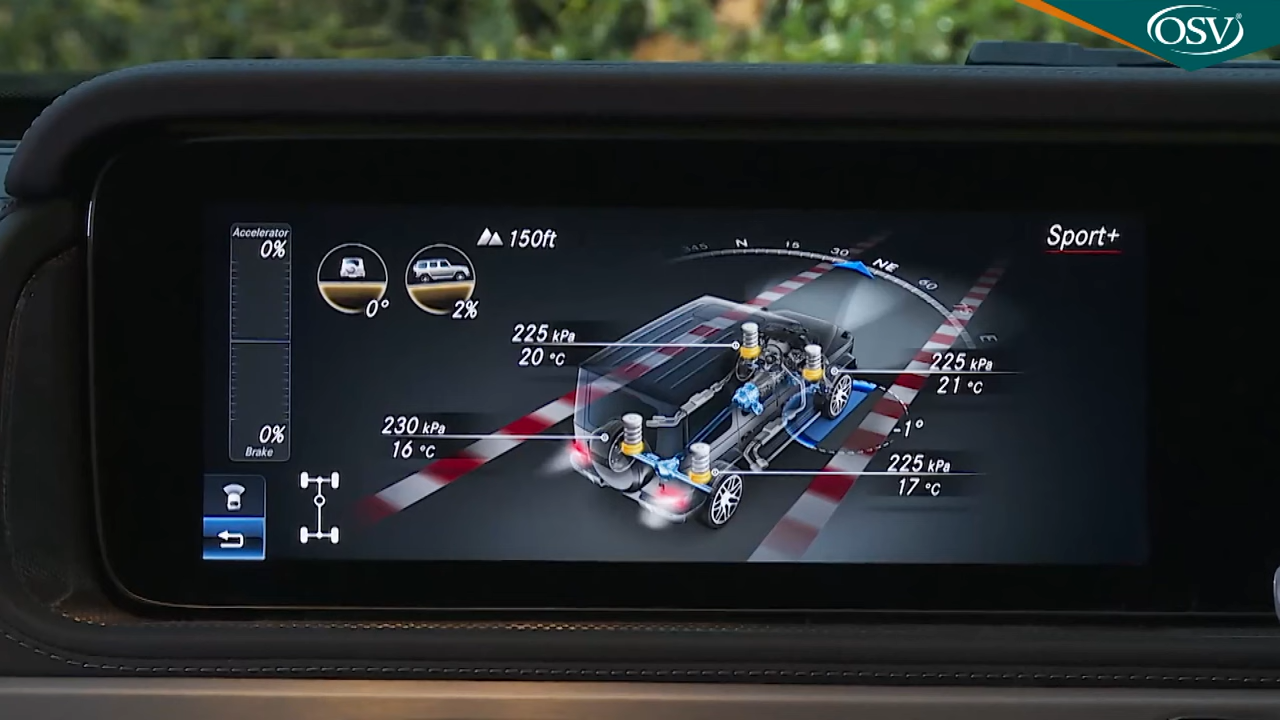 OSV
Accelerator
0%
150ft
Sport+
345 N 15 30 NE 60 E
0°
2%
225 kPa
20 °C
225 kPa
21 °C
230 kPa
16 °C
-1°
225 kPa
17 °C
0%
Brake